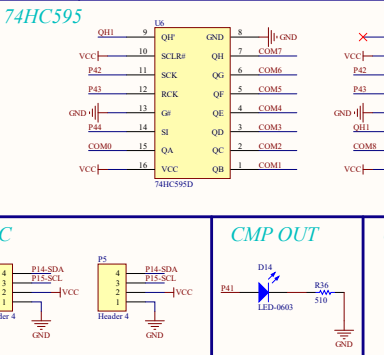 74HC595
U6
QH1 9 QH' GND 8 GND
VCC 10 SCLR# QH 7 COM7 VCC
P42 11 SCK QG 6 COM6 P42
P43 12 RCK QF 5 COM5 P43
GND 13 G# QE 4 COM4 GND
P44 14 SI QD 3 COM3 QH1
COM0 15 QA QC 2 COM2 COM8
VCC 16 VCC QB 1 COM1 VCC
74HC595D
C CMP OUT
P5 D14
4 P14-SDA 4 P14-SDA
3 P15-SCL 3 P15-SCL
2 VCC 2 VCC P41 R36
1 1 LED-0603 510
der 4 Header 4
GND GND GND